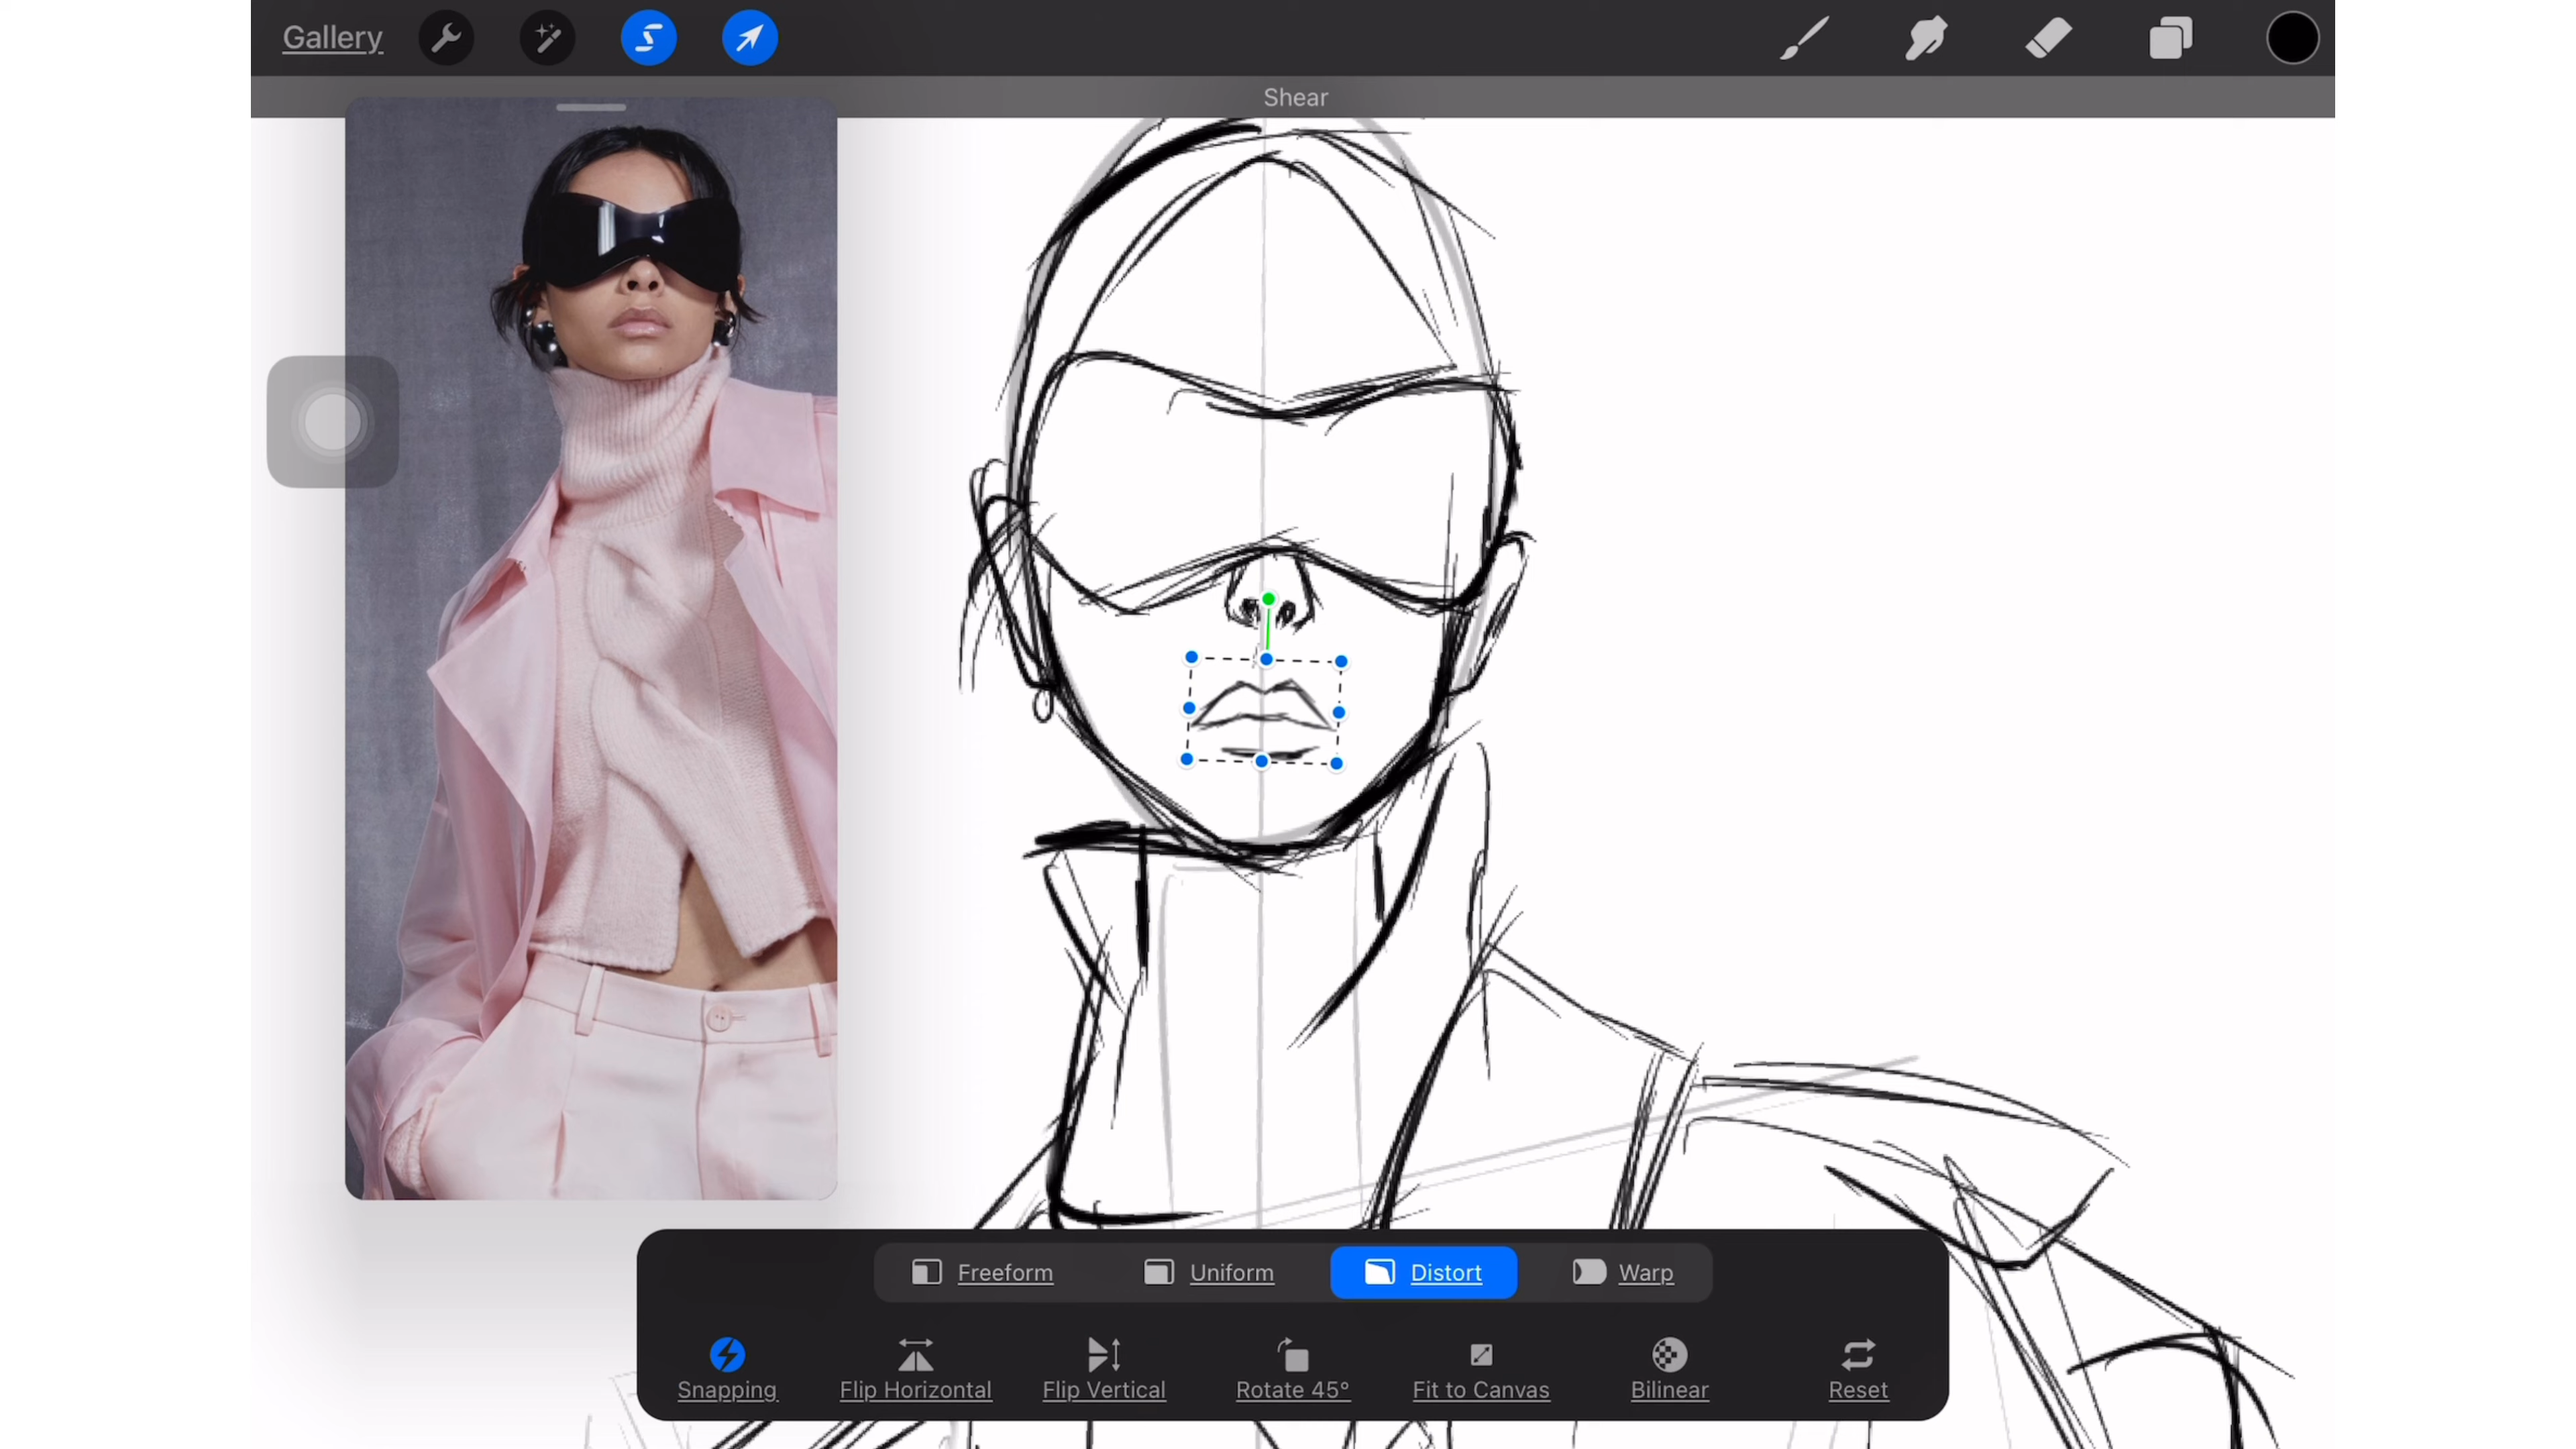 Gallery
Shear
Freeform Uniform Distort Warp
Snapping Flip Horizontal Flip Vertical Rotate 45° Fit to Canvas Bilinear Reset